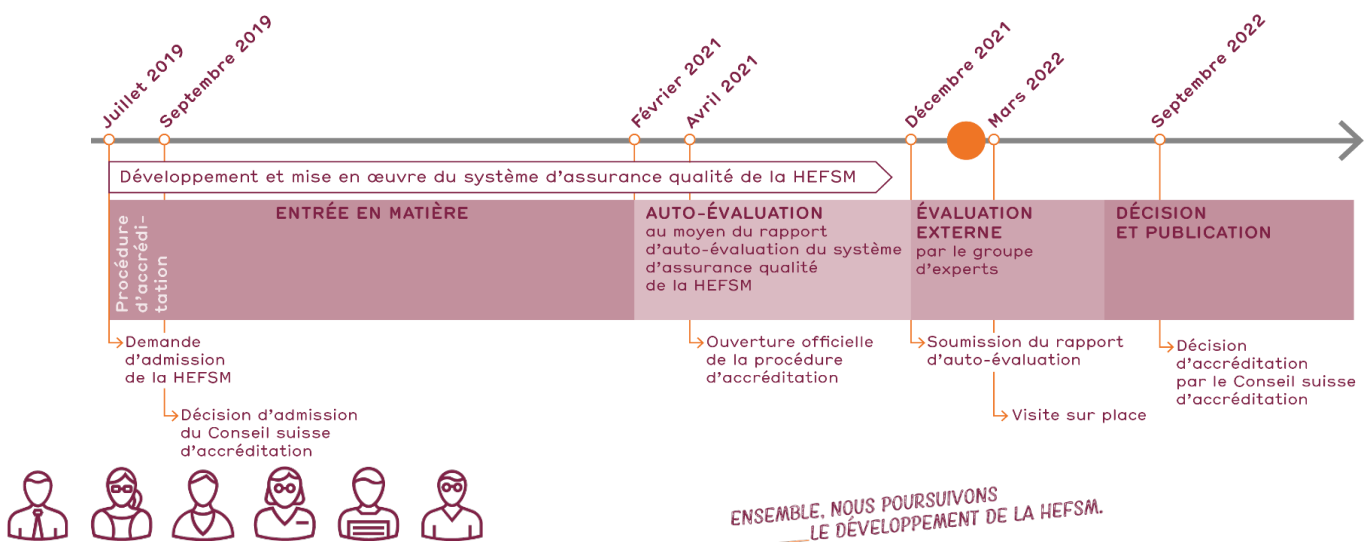 Juillet 2019
Septembre 2019
Février 2021
Avril 2021
Décembre 2021
Mars 2022
Septembre 2022
Développement et mise en œuvre du système d'assurance qualité de la HEFSM
Procédure
d'accrédi-
tation
ENTRÉE EN MATIÈRE
AUTO-ÉVALUATION
au moyen du rapport
d'auto-évaluation du système
d'assurance qualité
de la HEFSM
ÉVALUATION
EXTERNE
par le groupe
d'experts
DÉCISION
ET PUBLICATION
Demande
d'admission
de la HEFSM
Décision d'admission
du Conseil suisse
d'accréditation
Ouverture officielle
de la procédure
d'accréditation
Soumission du rapport
d'auto-évaluation
Visite sur place
Décision
d'accréditation
par le Conseil suisse
d'accréditation
ENSEMBLE, NOUS POURSUIVONS
LE DÉVELOPPEMENT DE LA HEFSM.